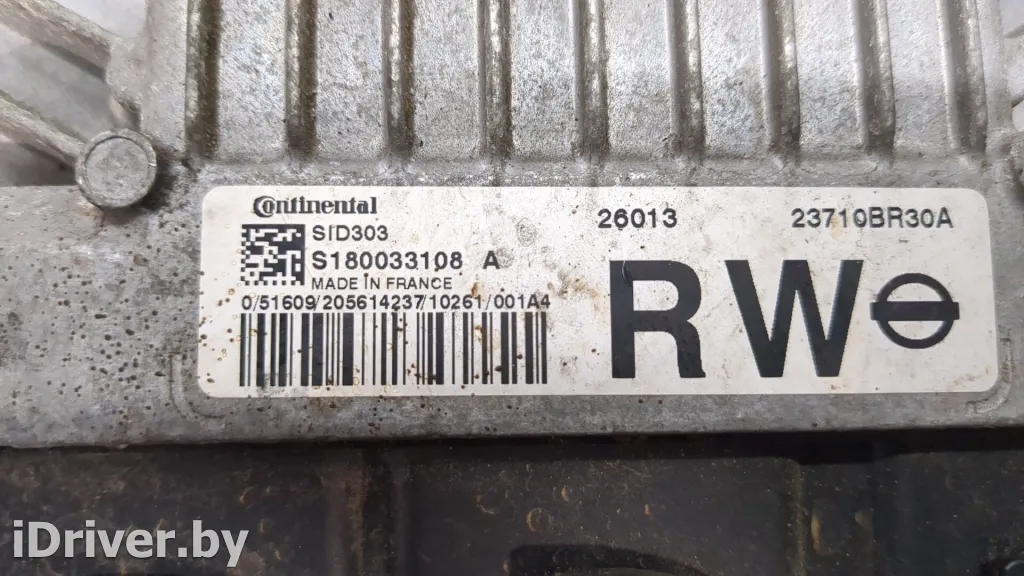 Continental
26013
23710BR30A
SID303
S180033108 A
MADE IN FRANCE
0/51609/205614237/10261/001A4
RW
iDriver.by